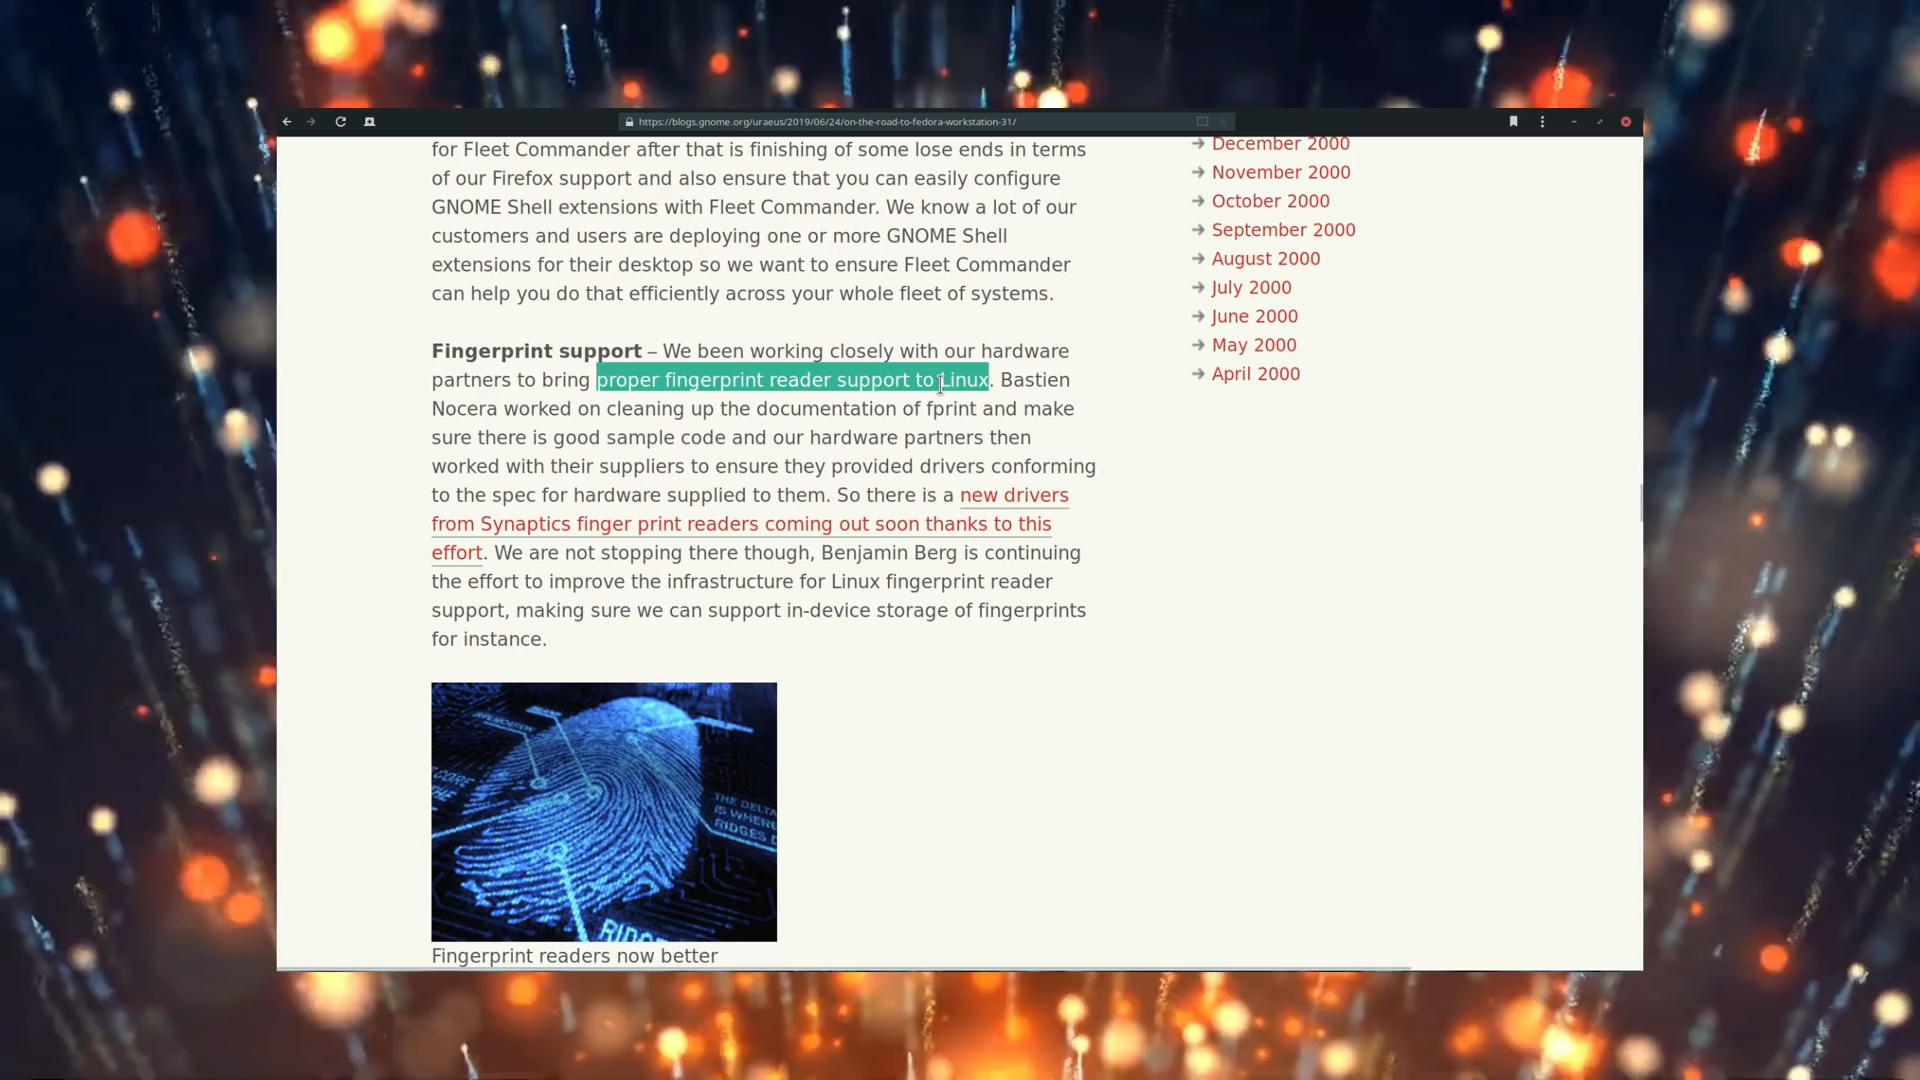 https://blogs.gnome.org/uraeus/2019/06/24/on-the-road-to-fedora-workstation-31/
for Fleet Commander after that is finishing of some lose ends in terms
of our Firefox support and also ensure that you can easily configure
GNOME Shell extensions with Fleet Commander. We know a lot of our
customers and users are deploying one or more GNOME Shell
extensions for their desktop so we want to ensure Fleet Commander
can help you do that efficiently across your whole fleet of systems.
Fingerprint support – We been working closely with our hardware
partners to bring proper fingerprint reader support to Linux. Bastien
Nocera worked on cleaning up the documentation of fprint and make
sure there is good sample code and our hardware partners then
worked with their suppliers to ensure they provided drivers conforming
to the spec for hardware supplied to them. So there is a new drivers
from Synaptics finger print readers coming out soon thanks to this
effort. We are not stopping there though, Benjamin Berg is continuing
the effort to improve the infrastructure for Linux fingerprint reader
support, making sure we can support in-device storage of fingerprints
for instance.
THE DELTA
IS WHERE
RIDGES
Fingerprint readers now better
→ December 2000
→ November 2000
→ October 2000
→ September 2000
→ August 2000
→ July 2000
→ June 2000
→ May 2000
→ April 2000